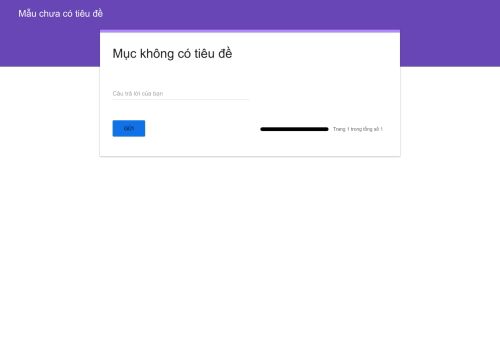 Mẫu chưa có tiêu đề
Mục không có tiêu đề
Câu trả lời của bạn
GỬI
Trang 1 trong tổng số 1